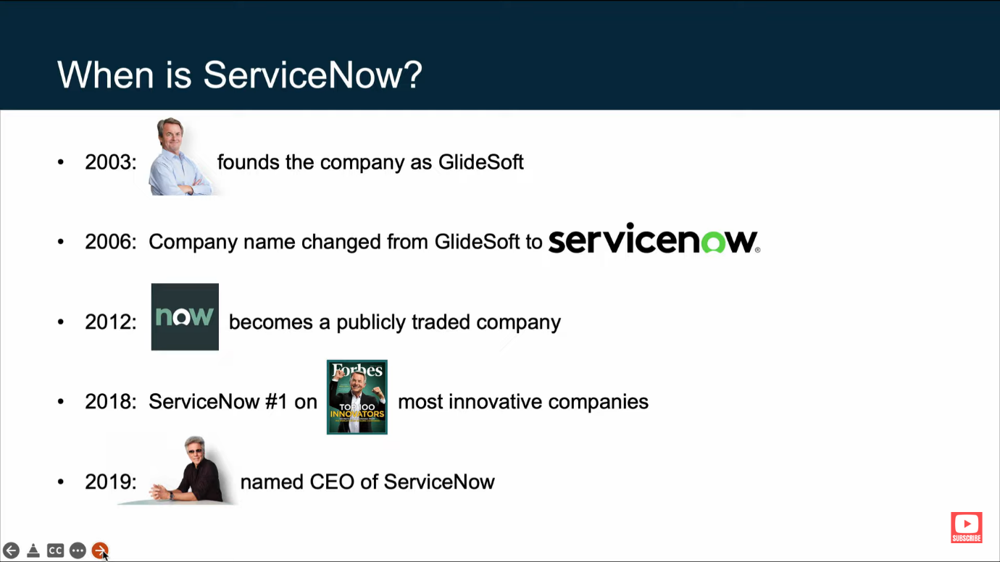 When is ServiceNow?
• 2003: founds the company as GlideSoft
• 2006: Company name changed from GlideSoft to servicenow®
• 2012: now becomes a publicly traded company
Forbes
TOP 100
INNOVATORS
• 2018: ServiceNow #1 on most innovative companies
• 2019: named CEO of ServiceNow
SUBSCRIBE
CC